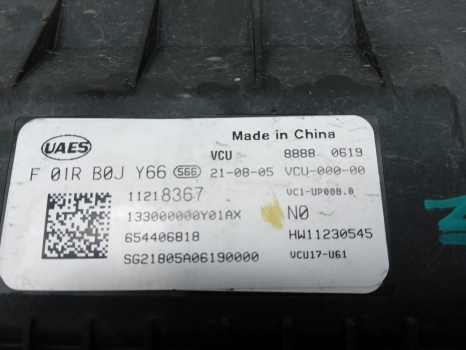 UAES
Made in China
VCU 8888 0619
F 01R B0J Y66 S66 21-08-05 VCU-000-00
11218367 VC1-UP00B.0
133000000Y01AX N0
654406818 HW11230545
SG21805A06190000 VCU17-U61